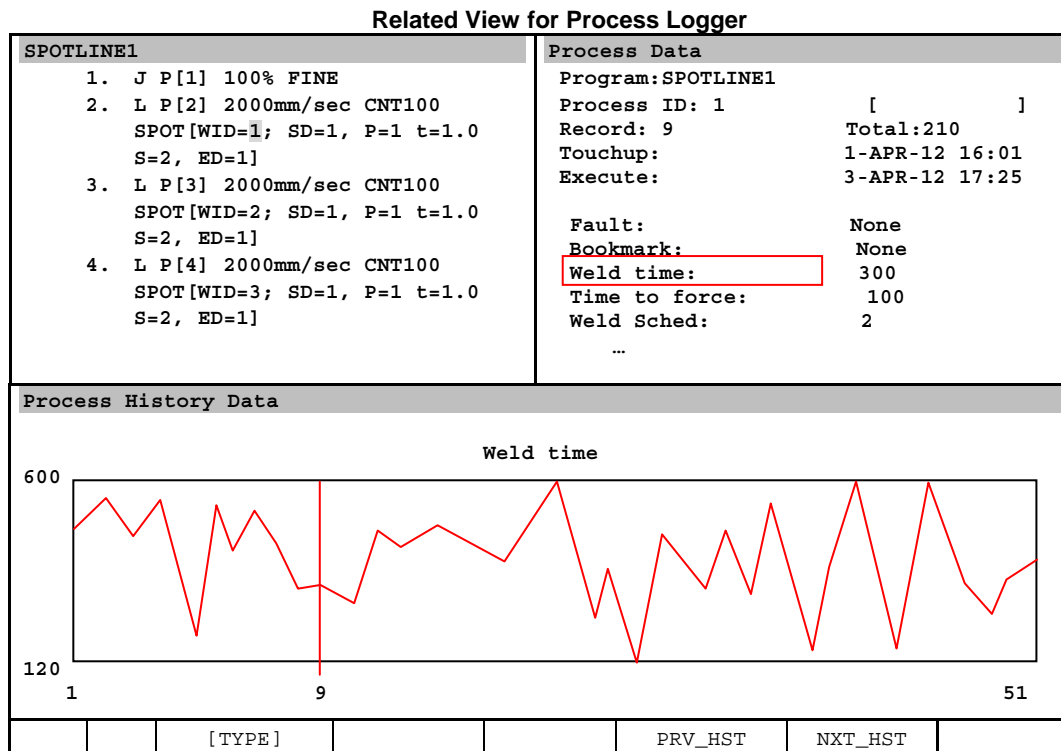 Related View for Process Logger
SPOTLINE1
1. J P[1] 100% FINE
2. L P[2] 2000mm/sec CNT100
SPOT[WID=1; SD=1, P=1 t=1.0
S=2, ED=1]
3. L P[3] 2000mm/sec CNT100
SPOT[WID=2; SD=1, P=1 t=1.0
S=2, ED=1]
4. L P[4] 2000mm/sec CNT100
SPOT[WID=3; SD=1, P=1 t=1.0
S=2, ED=1]
Process Data
Program:SPOTLINE1
Process ID: 1 [ ]
Record: 9 Total:210
Touchup: 1-APR-12 16:01
Execute: 3-APR-12 17:25
Fault: None
Bookmark: None
Weld time: 300
Time to force: 100
Weld Sched: 2
…
Process History Data
Weld time
600
120
1 9 51
[TYPE] PRV_HST NXT_HST